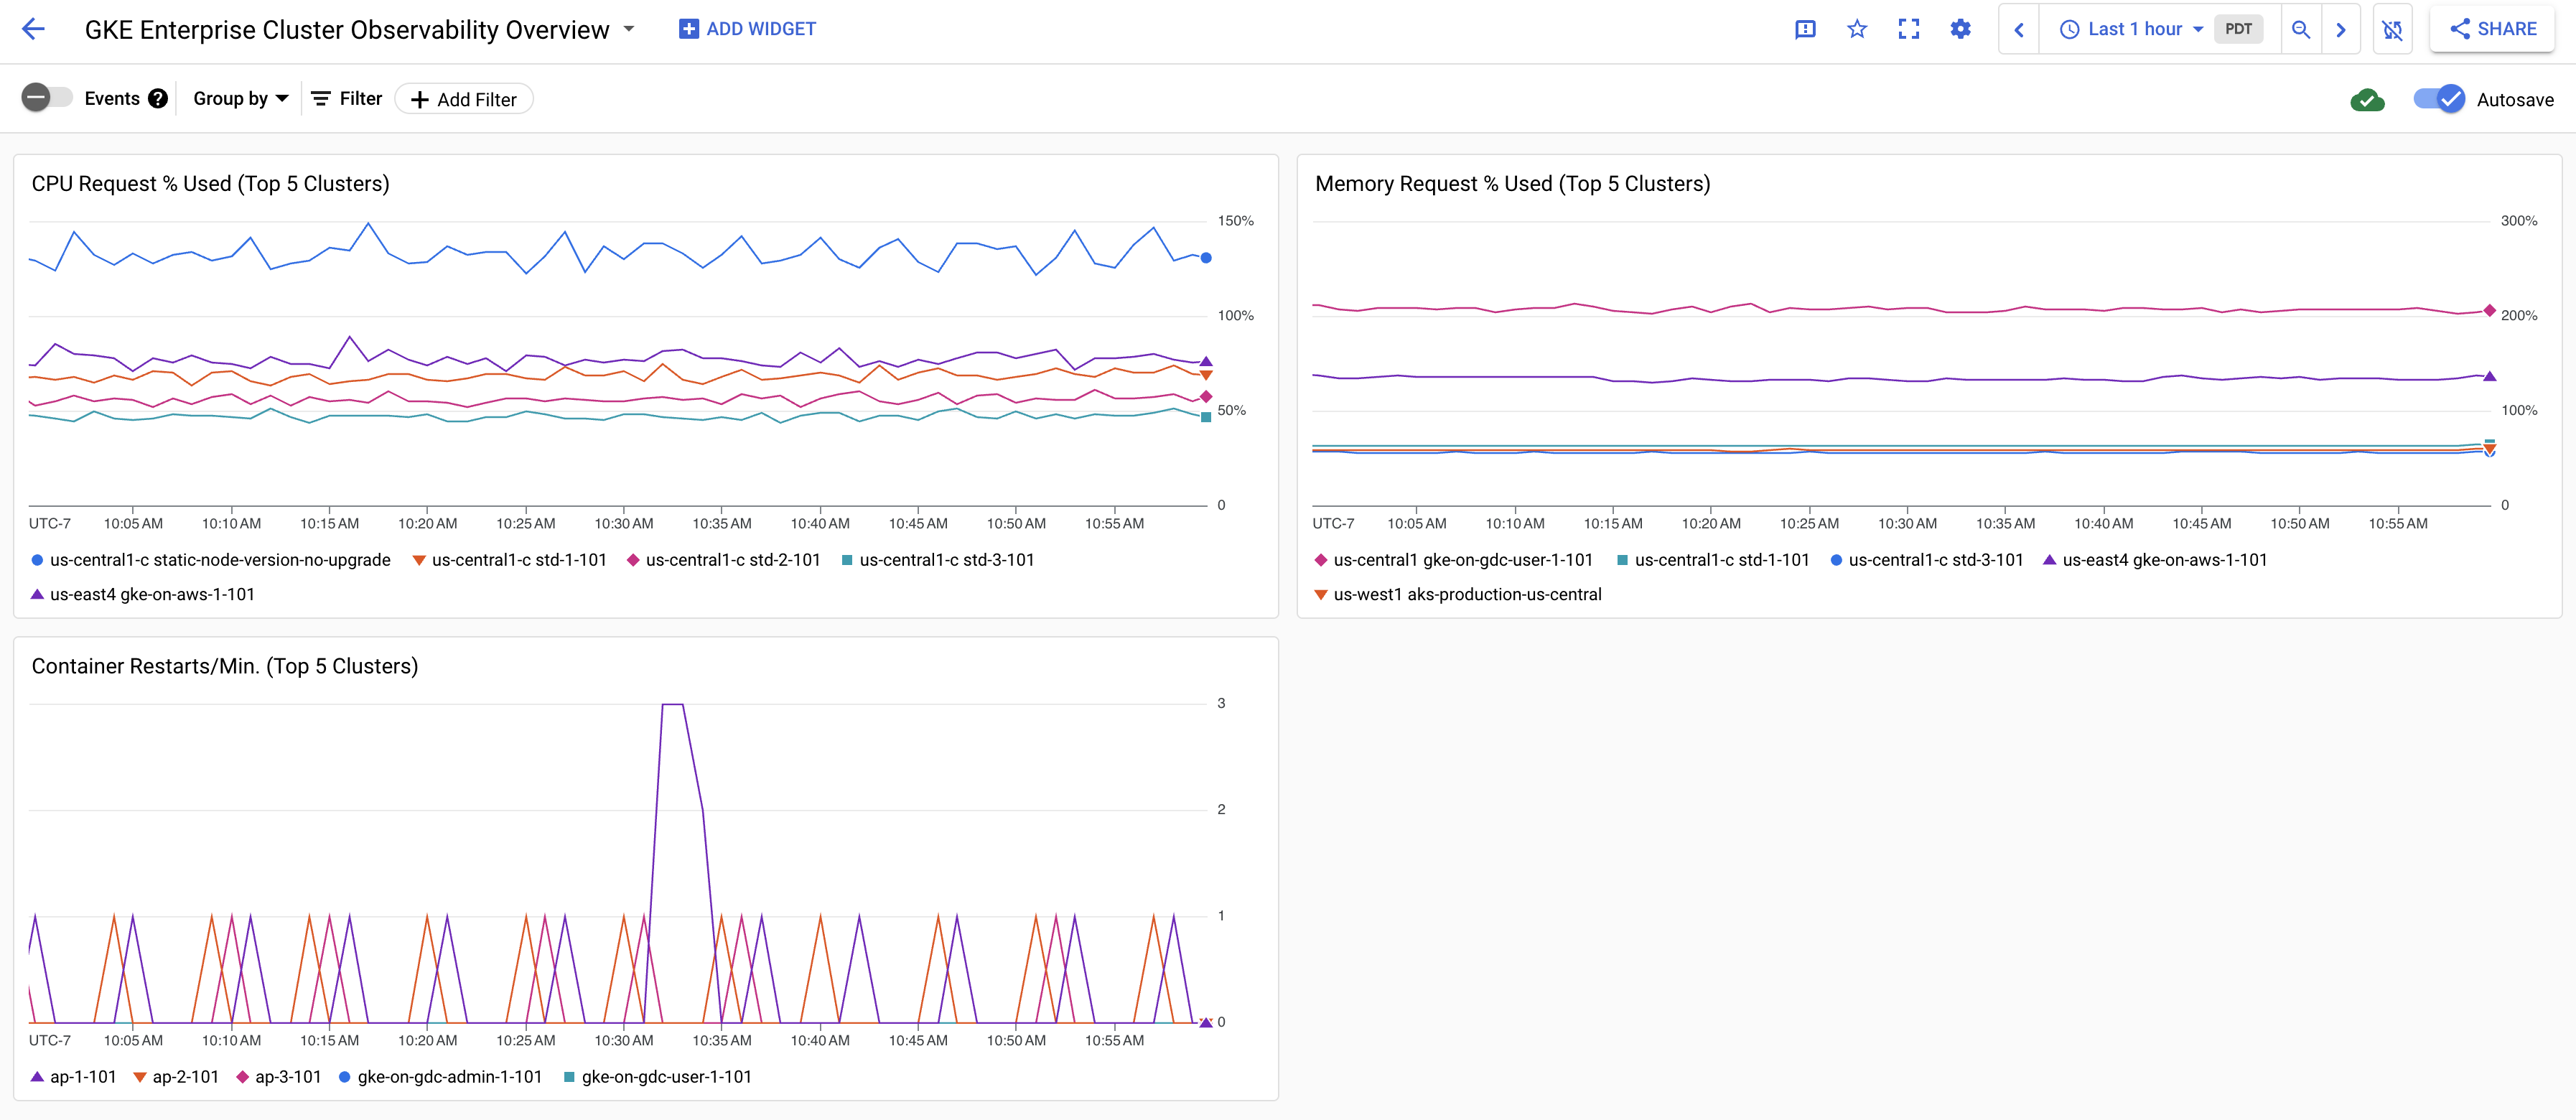 GKE Enterprise Cluster Observability Overview ADD WIDGET Last 1 hour PDT SHARE
Events Group by Filter Add Filter Autosave
CPU Request % Used (Top 5 Clusters)
150%
100%
50%
0
UTC-7 10:05 AM 10:10 AM 10:15 AM 10:20 AM 10:25 AM 10:30 AM 10:35 AM 10:40 AM 10:45 AM 10:50 AM 10:55 AM
us-central1-c static-node-version-no-upgrade us-central1-c std-1-101 us-central1-c std-2-101 us-central1-c std-3-101
us-east4 gke-on-aws-1-101
Memory Request % Used (Top 5 Clusters)
300%
200%
100%
0
UTC-7 10:05 AM 10:10 AM 10:15 AM 10:20 AM 10:25 AM 10:30 AM 10:35 AM 10:40 AM 10:45 AM 10:50 AM 10:55 AM
us-central1 gke-on-gdc-user-1-101 us-central1-c std-1-101 us-central1-c std-3-101 us-east4 gke-on-aws-1-101
us-west1 aks-production-us-central
Container Restarts/Min. (Top 5 Clusters)
3
2
1
0
UTC-7 10:05 AM 10:10 AM 10:15 AM 10:20 AM 10:25 AM 10:30 AM 10:35 AM 10:40 AM 10:45 AM 10:50 AM 10:55 AM
ap-1-101 ap-2-101 ap-3-101 gke-on-gdc-admin-1-101 gke-on-gdc-user-1-101